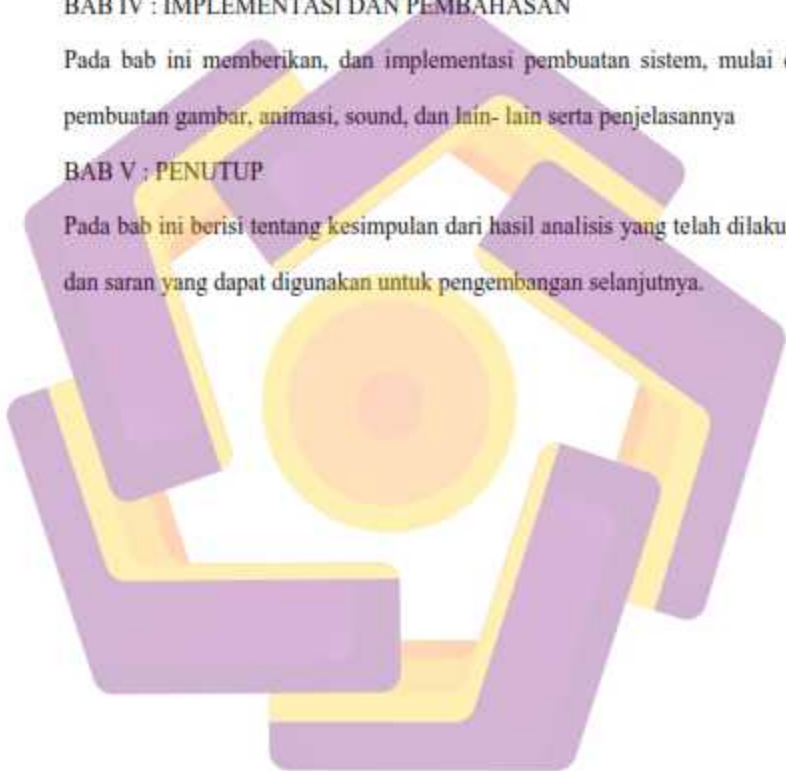 BAB IV : IMPLEMENTASI DAN PEMBAHASAN
Pada bab ini memberikan, dan implementasi pembuatan sistem, mulai
pembuatan gambar, animasi, sound, dan lain- lain serta penjelasannya
BAB V : PENUTUP
Pada bab ini berisi tentang kesimpulan dari hasil analisis yang telah
dan saran yang dapat digunakan untuk pengembangan selanjutnya.